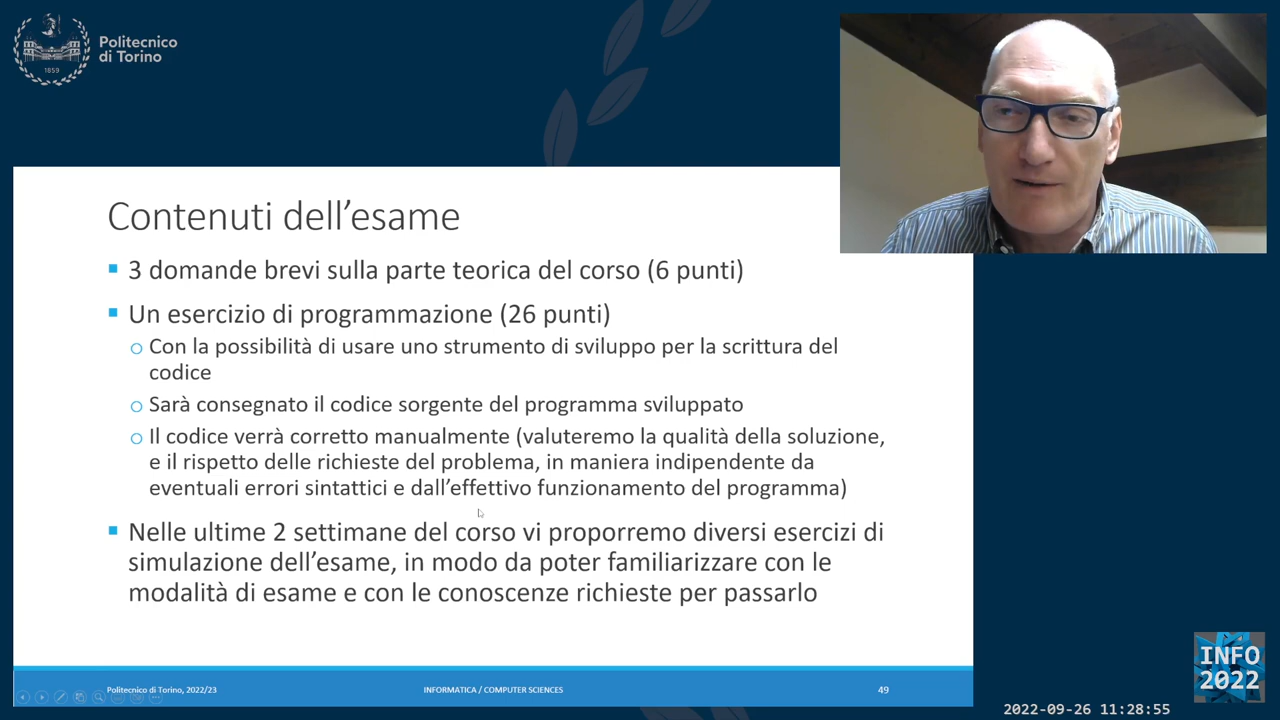 Politecnico
di Torino
1859
Contenuti dell'esame
3 domande brevi sulla parte teorica del corso (6 punti)
Un esercizio di programmazione (26 punti)
Con la possibilità di usare uno strumento di sviluppo per la scrittura del
codice
Sarà consegnato il codice sorgente del programma sviluppato
Il codice verrà corretto manualmente (valuteremo la qualità della soluzione,
e il rispetto delle richieste del problema, in maniera indipendente da
eventuali errori sintattici e dall'effettivo funzionamento del programma)
Nelle ultime 2 settimane del corso vi proporremo diversi esercizi di
simulazione dell'esame, in modo da poter familiarizzare con le
modalità di esame e con le conoscenze richieste per passarlo
Politecnico di Torino, 2022/23
INFORMATICA / COMPUTER SCIENCES
49
INFO
2022
2022-09-26 11:28:55